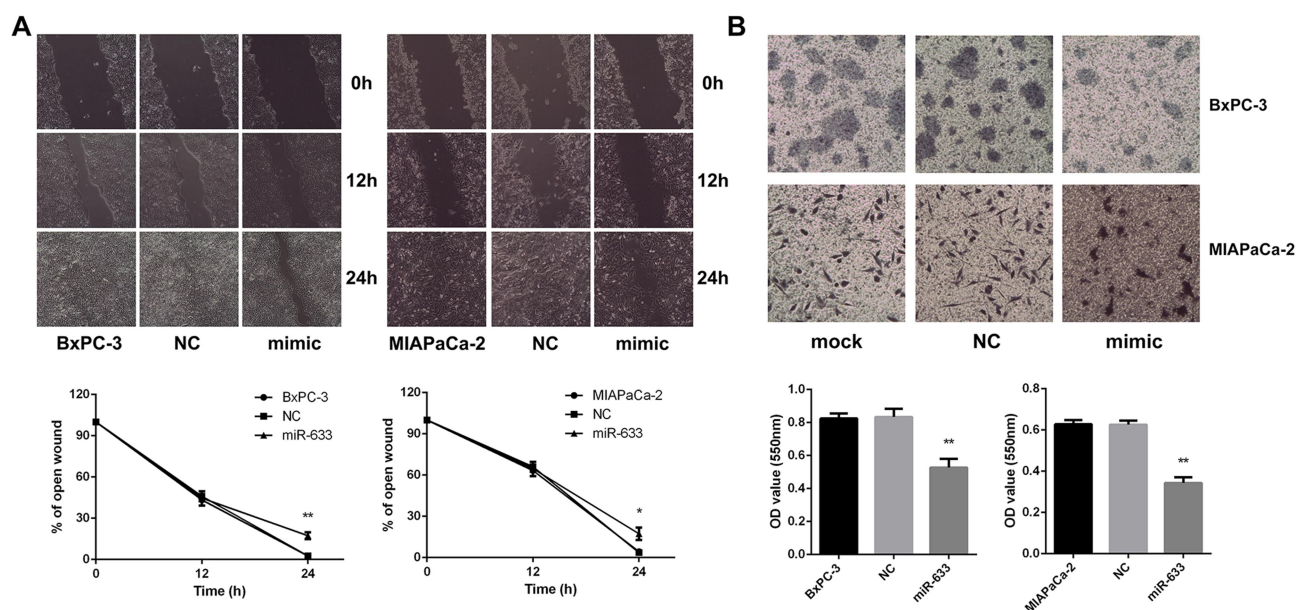 A
0h
12h
24h
BxPC-3 NC mimic
0h
12h
24h
MIAPaCa-2 NC mimic
120
90
60
30
0
% of open wound
0 12 24
Time (h)
BxPC-3
NC
miR-633
**
120
90
60
30
0
% of open wound
0 12 24
Time (h)
MIAPaCa-2
NC
miR-633
*
B
BxPC-3
MIAPaCa-2
mock NC mimic
1.0
0.8
0.6
0.4
0.2
0.0
OD value (550nm)
**
BxPC-3 NC miR-633
0.8
0.6
0.4
0.2
0.0
OD value (550nm)
**
MIAPaCa-2 NC miR-633